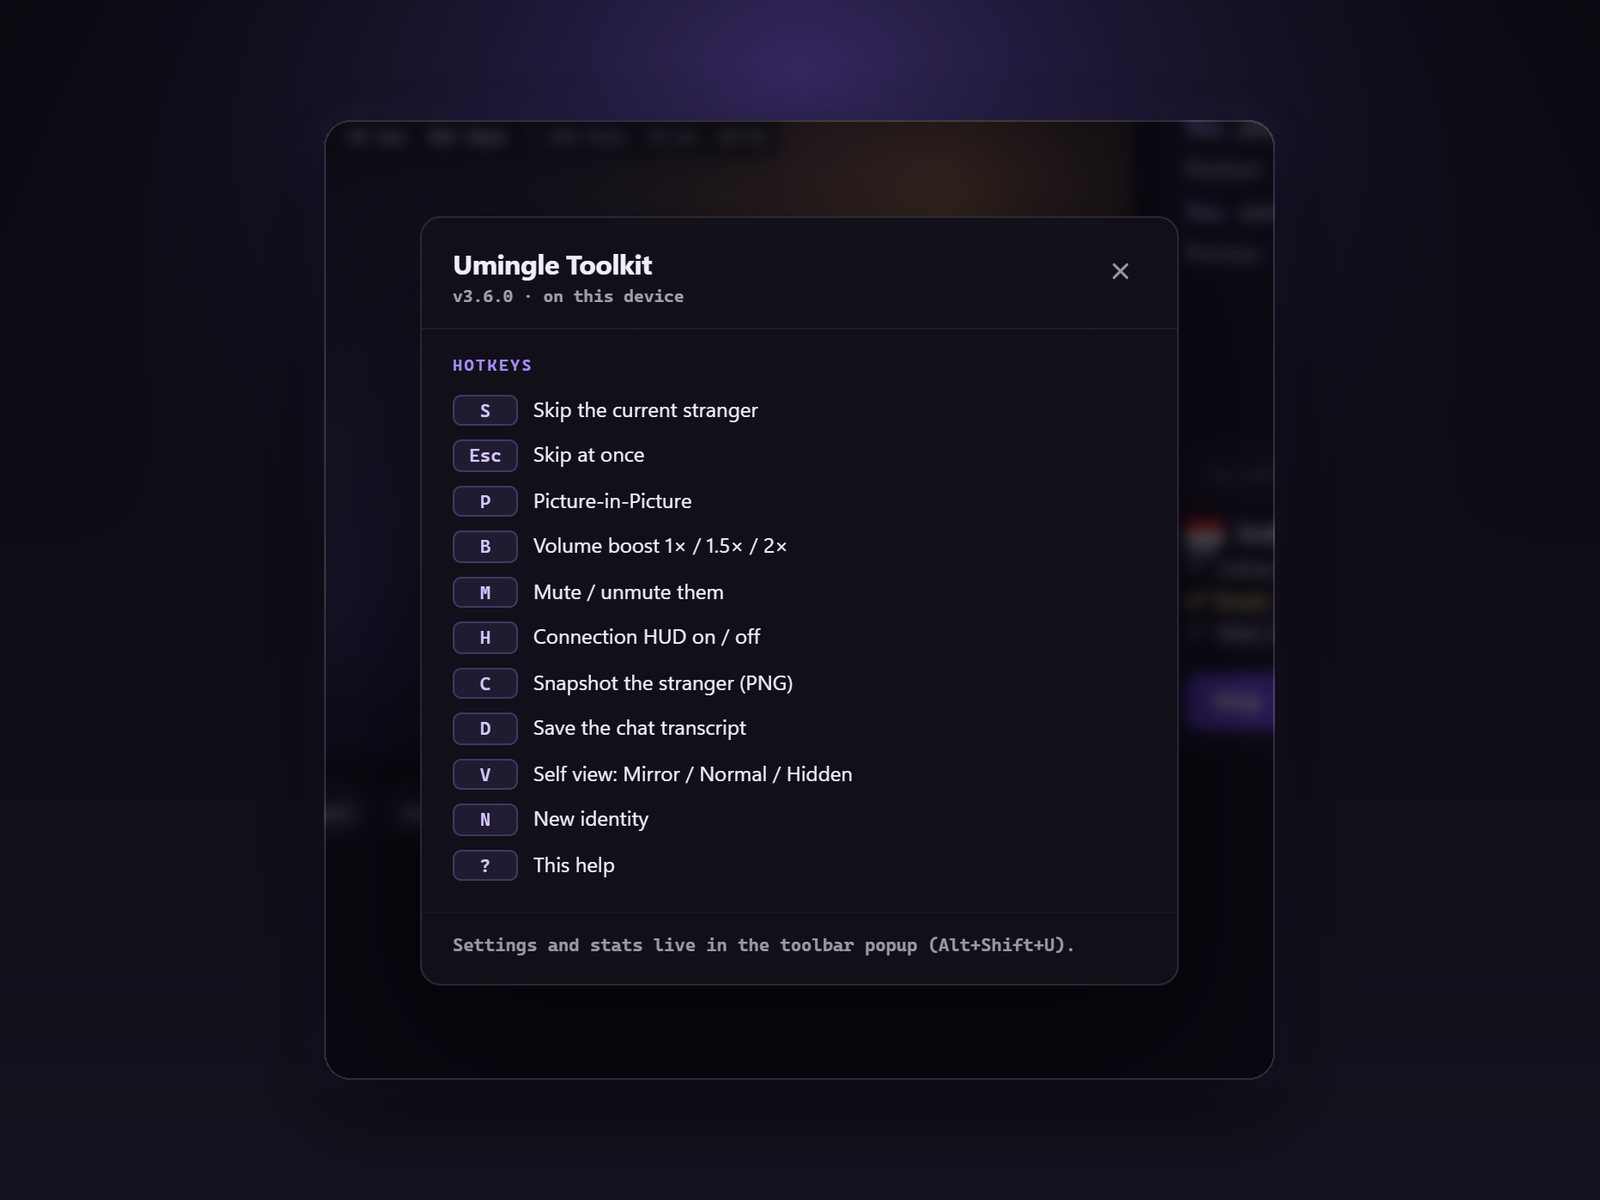 Umingle Toolkit
v3.6.0 · on this device
HOTKEYS
S Skip the current stranger
Esc Skip at once
P Picture-in-Picture
B Volume boost 1× / 1.5× / 2×
M Mute / unmute them
H Connection HUD on / off
C Snapshot the stranger (PNG)
D Save the chat transcript
V Self view: Mirror / Normal / Hidden
N New identity
? This help
Settings and stats live in the toolbar popup (Alt+Shift+U).